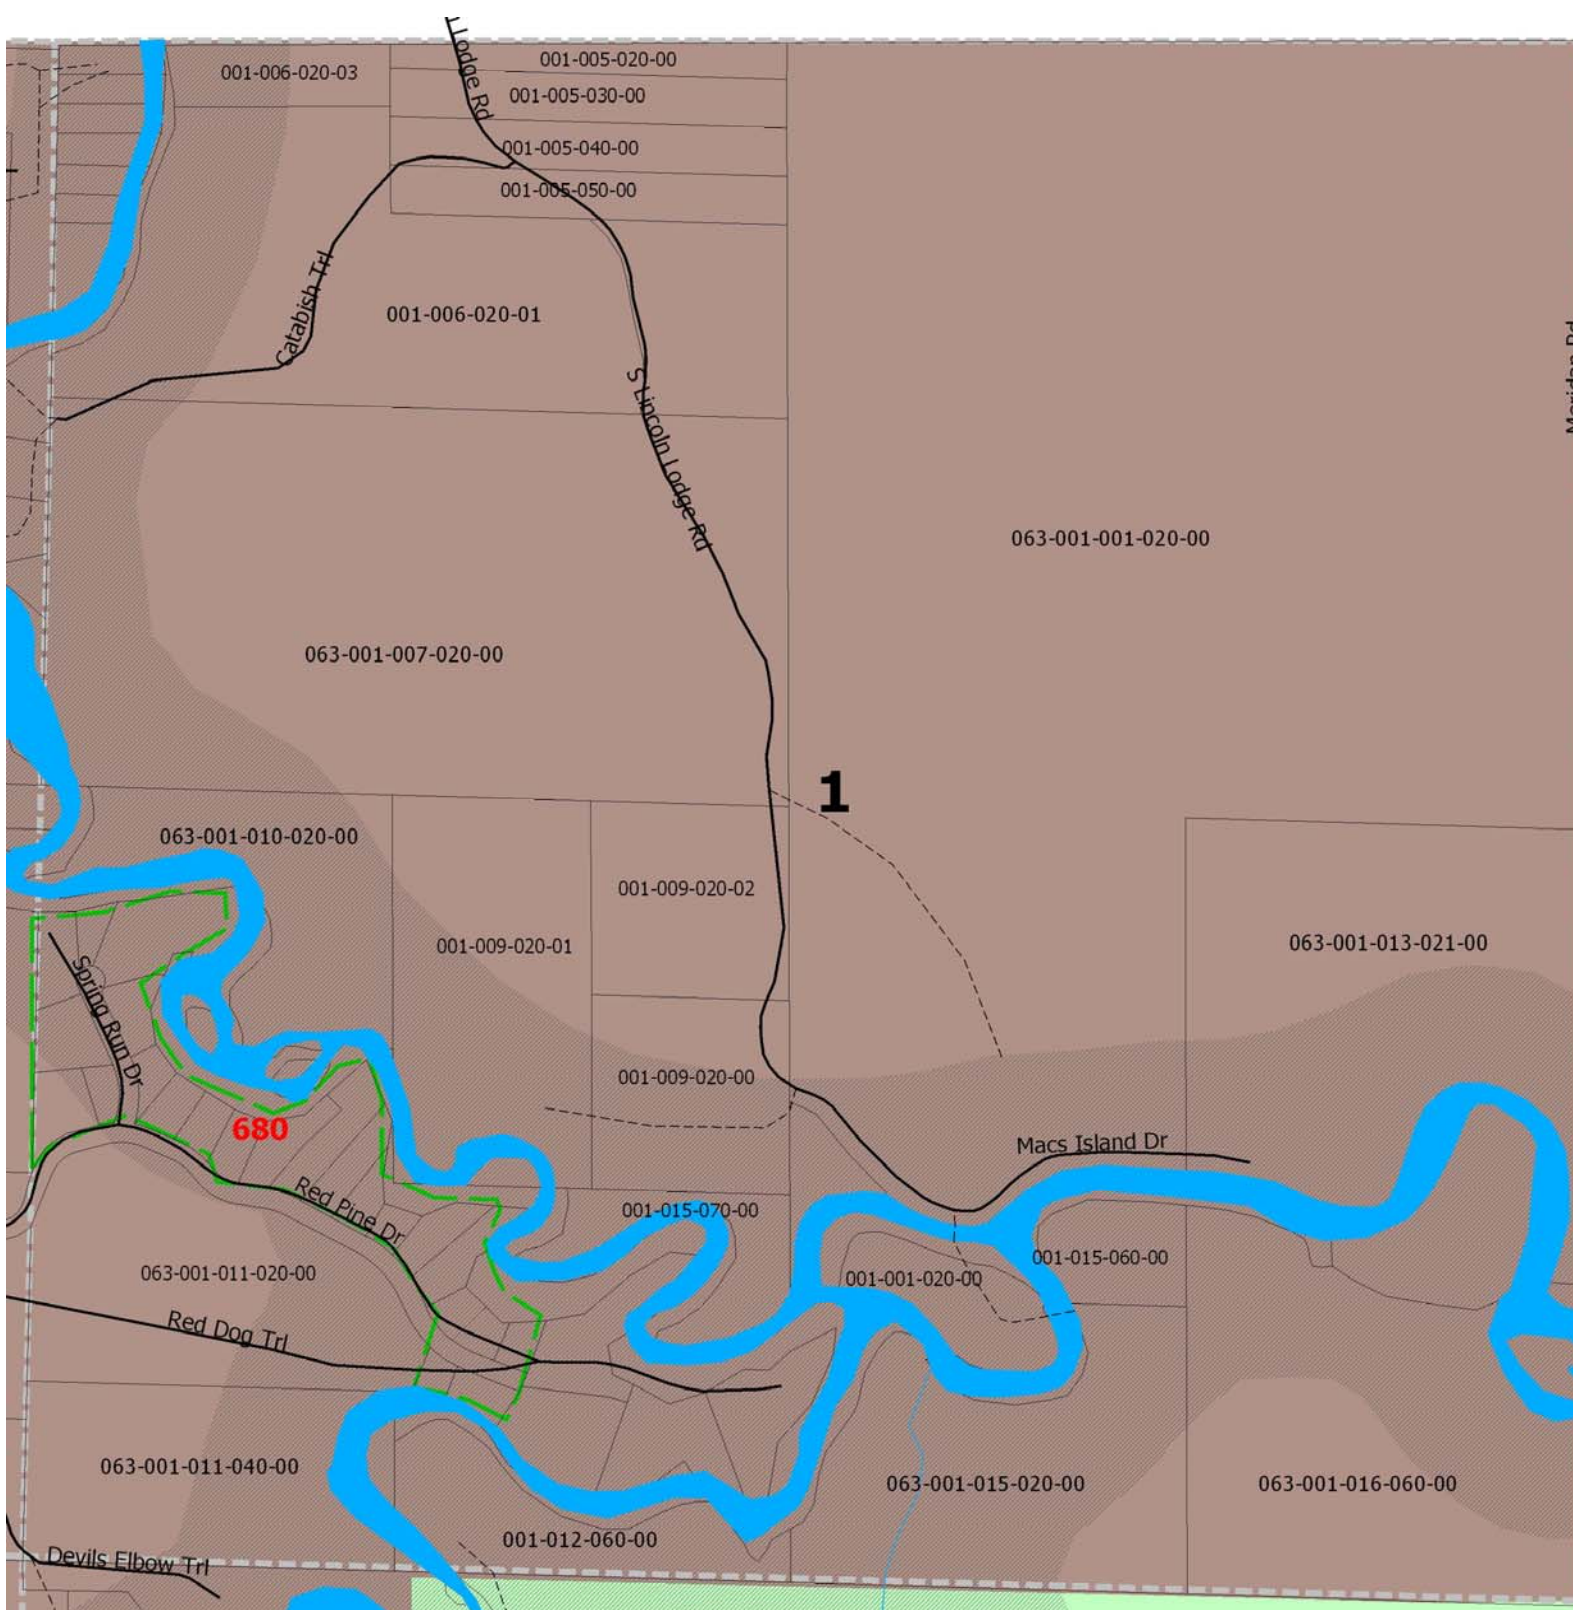 001-006-020-03
Lodge Rd
001-005-020-00
001-005-030-00
001-005-040-00
001-005-050-00
Catabish Trl
001-006-020-01
S Lincoln Lodge Rd
Meridan Rd
063-001-001-020-00
063-001-007-020-00
1
063-001-010-020-00
001-009-020-02
001-009-020-01
063-001-013-021-00
Spring Run Dr
001-009-020-00
680
Macs Island Dr
Red Pine Dr
001-015-070-00
001-015-060-00
063-001-011-020-00
001-001-020-00
Red Dog Trl
063-001-011-040-00
063-001-015-020-00
063-001-016-060-00
001-012-060-00
Devils Elbow Trl